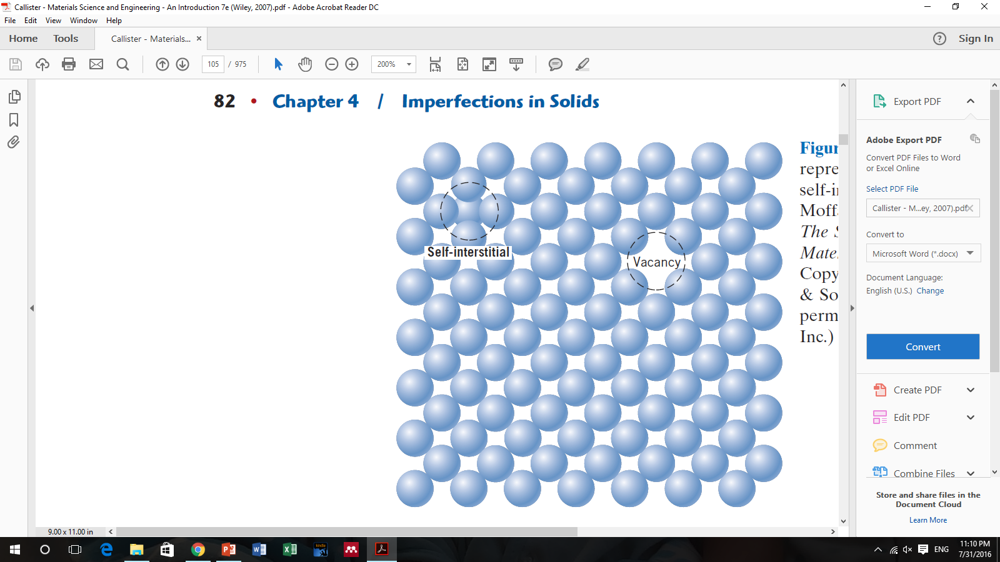 Callister - Materials Science and Engineering - An Introduction 7e (Wiley, 2007).pdf - Adobe Acrobat Reader DC
File Edit View Window Help
Home Tools Callister - Materials... × ? Sign In
105 / 975 200%
82 • Chapter 4 / Imperfections in Solids
Self-interstitial
Vacancy
Figur
repre
self-i
Moff
The S
Mate
Copy
& So
perm
Inc.)
Export PDF
Adobe Export PDF
Convert PDF Files to Word
or Excel Online
Select PDF File
Callister - M...ey, 2007).pdf
Convert to
Microsoft Word (*.docx)
Document Language:
English (U.S.) Change
Convert
Create PDF
Edit PDF
Comment
Combine Files
Store and share files in the
Document Cloud
Learn More
9.00 x 11.00 in
kindle
ENG
11:10 PM
7/31/2016